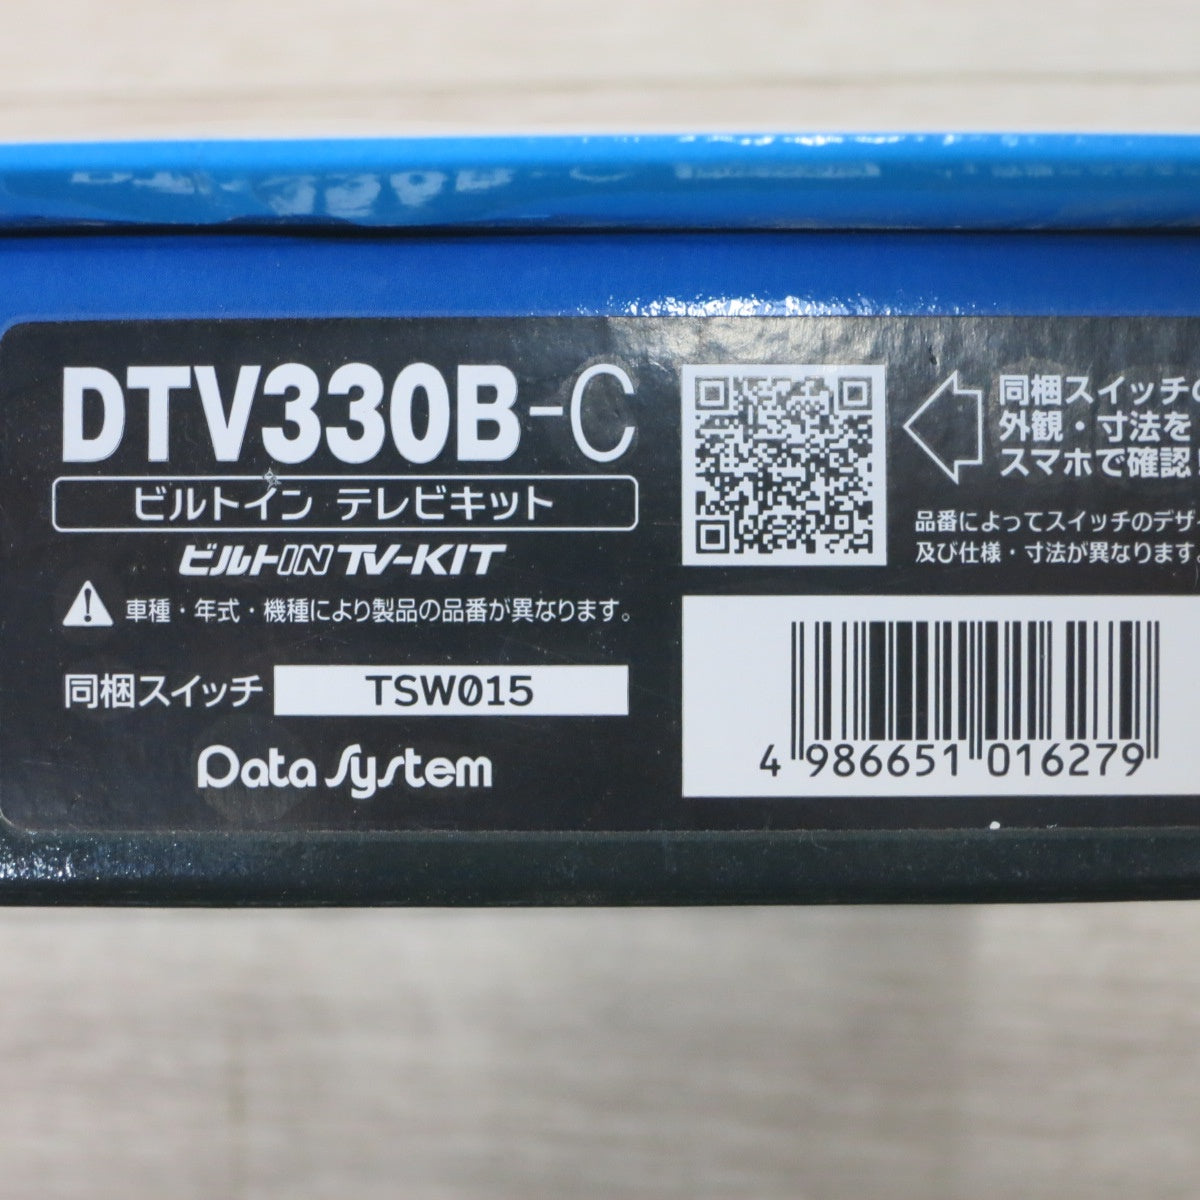 DTV330B-C
ビルトイン テレビキット
ビルトIN TV-KIT
車種・年式・機種により製品の品番が異なります。
同梱スイッチ TSW015
Data System
同梱スイッチの
外観・寸法を
スマホで確認!
品番によってスイッチのデザ
及び仕様・寸法が異なります。
4 986651 016279